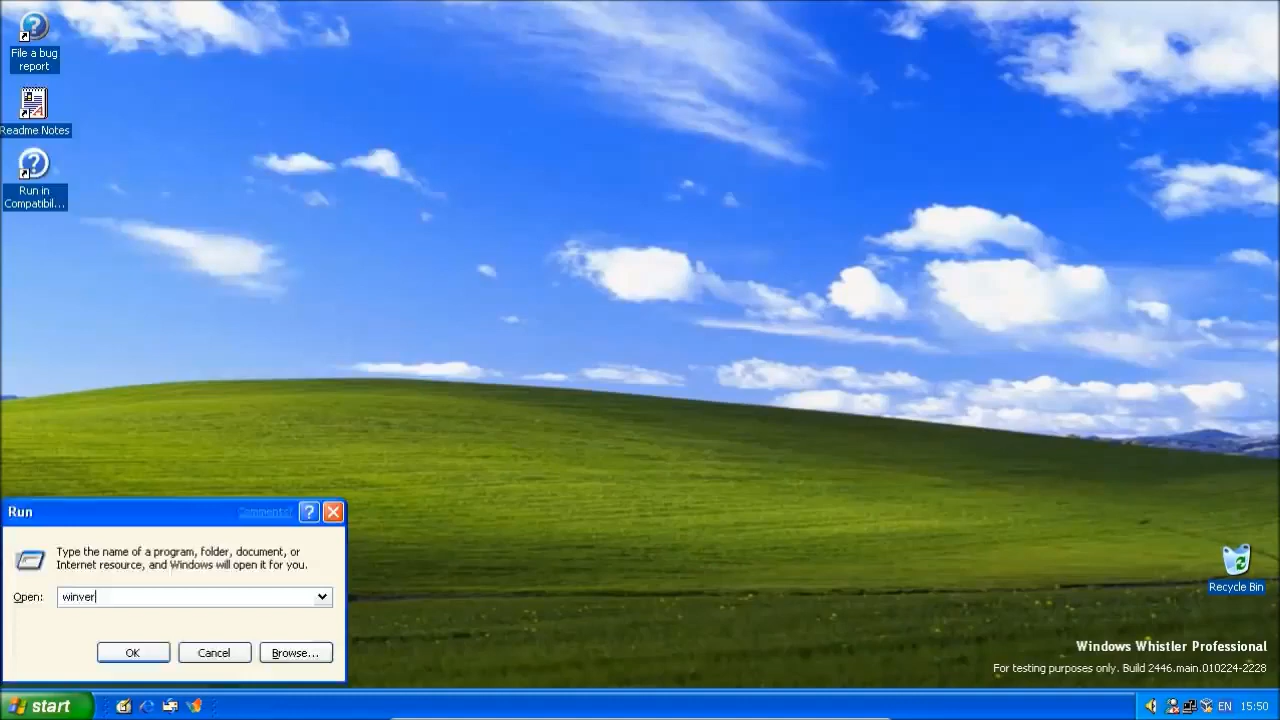 File a bug
report
Readme Notes
Run in
Compatibil...
Run
Comments?
Type the name of a program, folder, document, or
Internet resource, and Windows will open it for you.
Open:
winver
OK
Cancel
Browse...
Recycle Bin
Windows Whistler Professional
For testing purposes only. Build 2446.main.010224-2228
start
EN
15:50